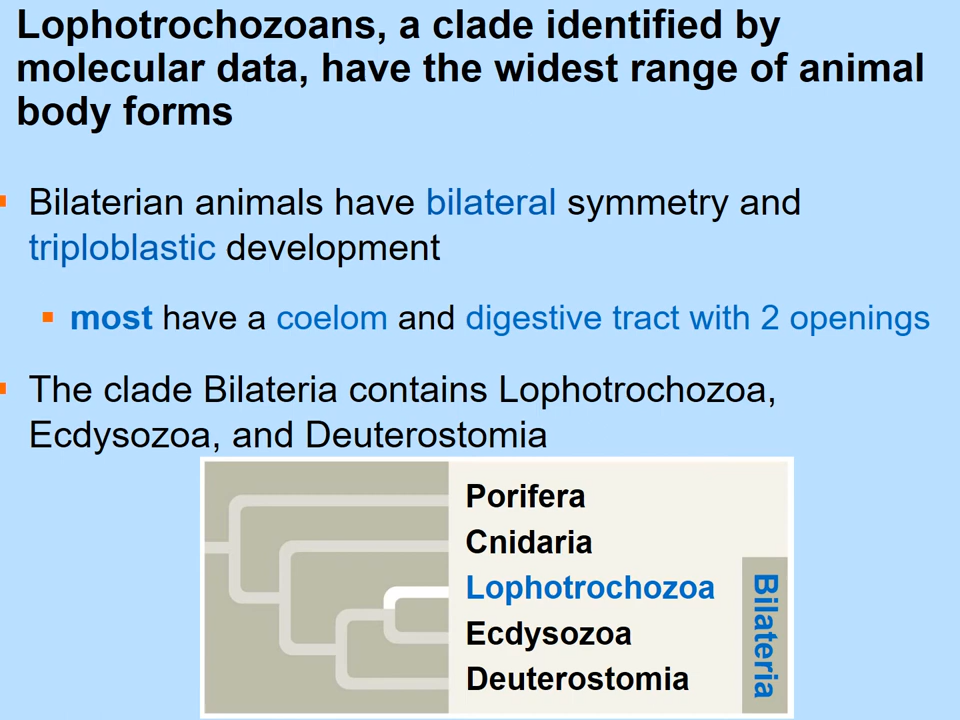 Lophotrochozoans, a clade identified by
molecular data, have the widest range of animal
body forms
Bilaterian animals have bilateral symmetry and
triploblastic development
most have a coelom and digestive tract with 2 openings
The clade Bilateria contains Lophotrochozoa,
Ecdysozoa, and Deuterostomia
Porifera
Cnidaria
Lophotrochozoa
Ecdysozoa
Deuterostomia
Bilateria